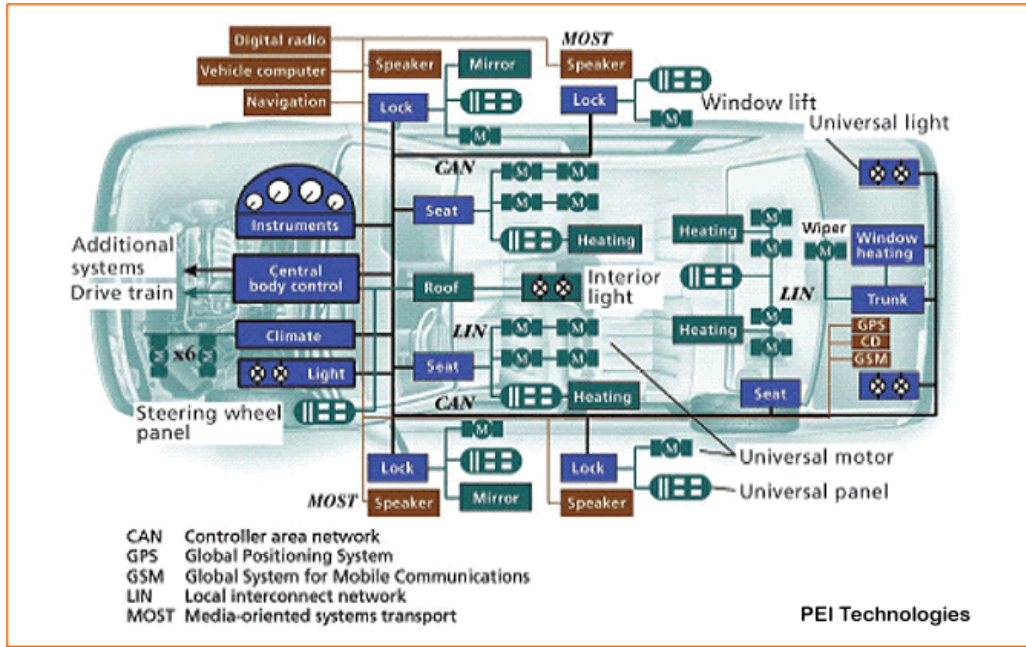 Digital radio
MOST
Vehicle computer
Speaker
Mirror
Speaker
Navigation
Lock
Lock
Window lift
M
M
Universal light
CAN
M
M
Seat
M
M
Instruments
Heating
Heating
M
M
Wiper
M
Window
heating
Additional
systems
Drive train
Central
body control
Roof
Interior
light
LIN
Trunk
GPS
CD
GSM
M
x6
M
Climate
LIN
M
M
Heating
M
M
Light
Seat
M
M
CAN
Heating
Seat
Steering wheel
panel
M
Lock
Lock
M
Universal motor
MOST
Speaker
Mirror
Speaker
Universal panel
CAN Controller area network
GPS Global Positioning System
GSM Global System for Mobile Communications
LIN Local interconnect network
MOST Media-oriented systems transport
PEI Technologies